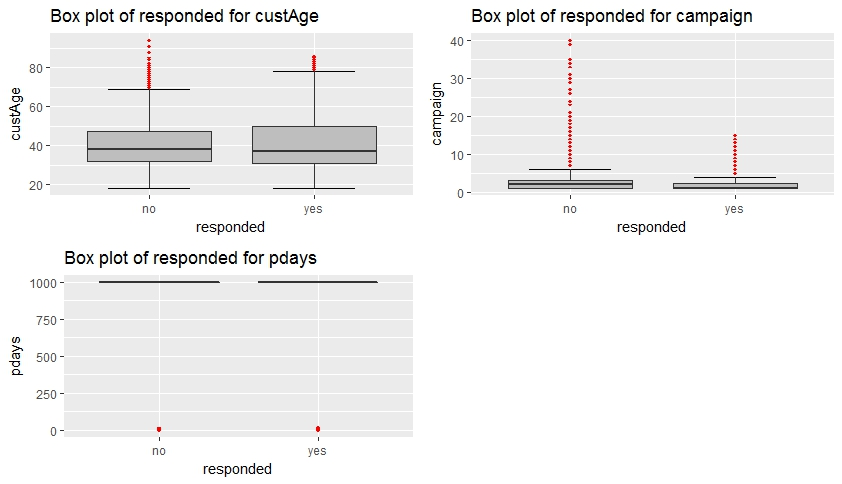 Box plot of responded for custAge
80
60
40
20
custAge
no yes
responded
Box plot of responded for campaign
40
30
20
10
0
campaign
no yes
responded
Box plot of responded for pdays
1000
750
500
250
0
pdays
no yes
responded